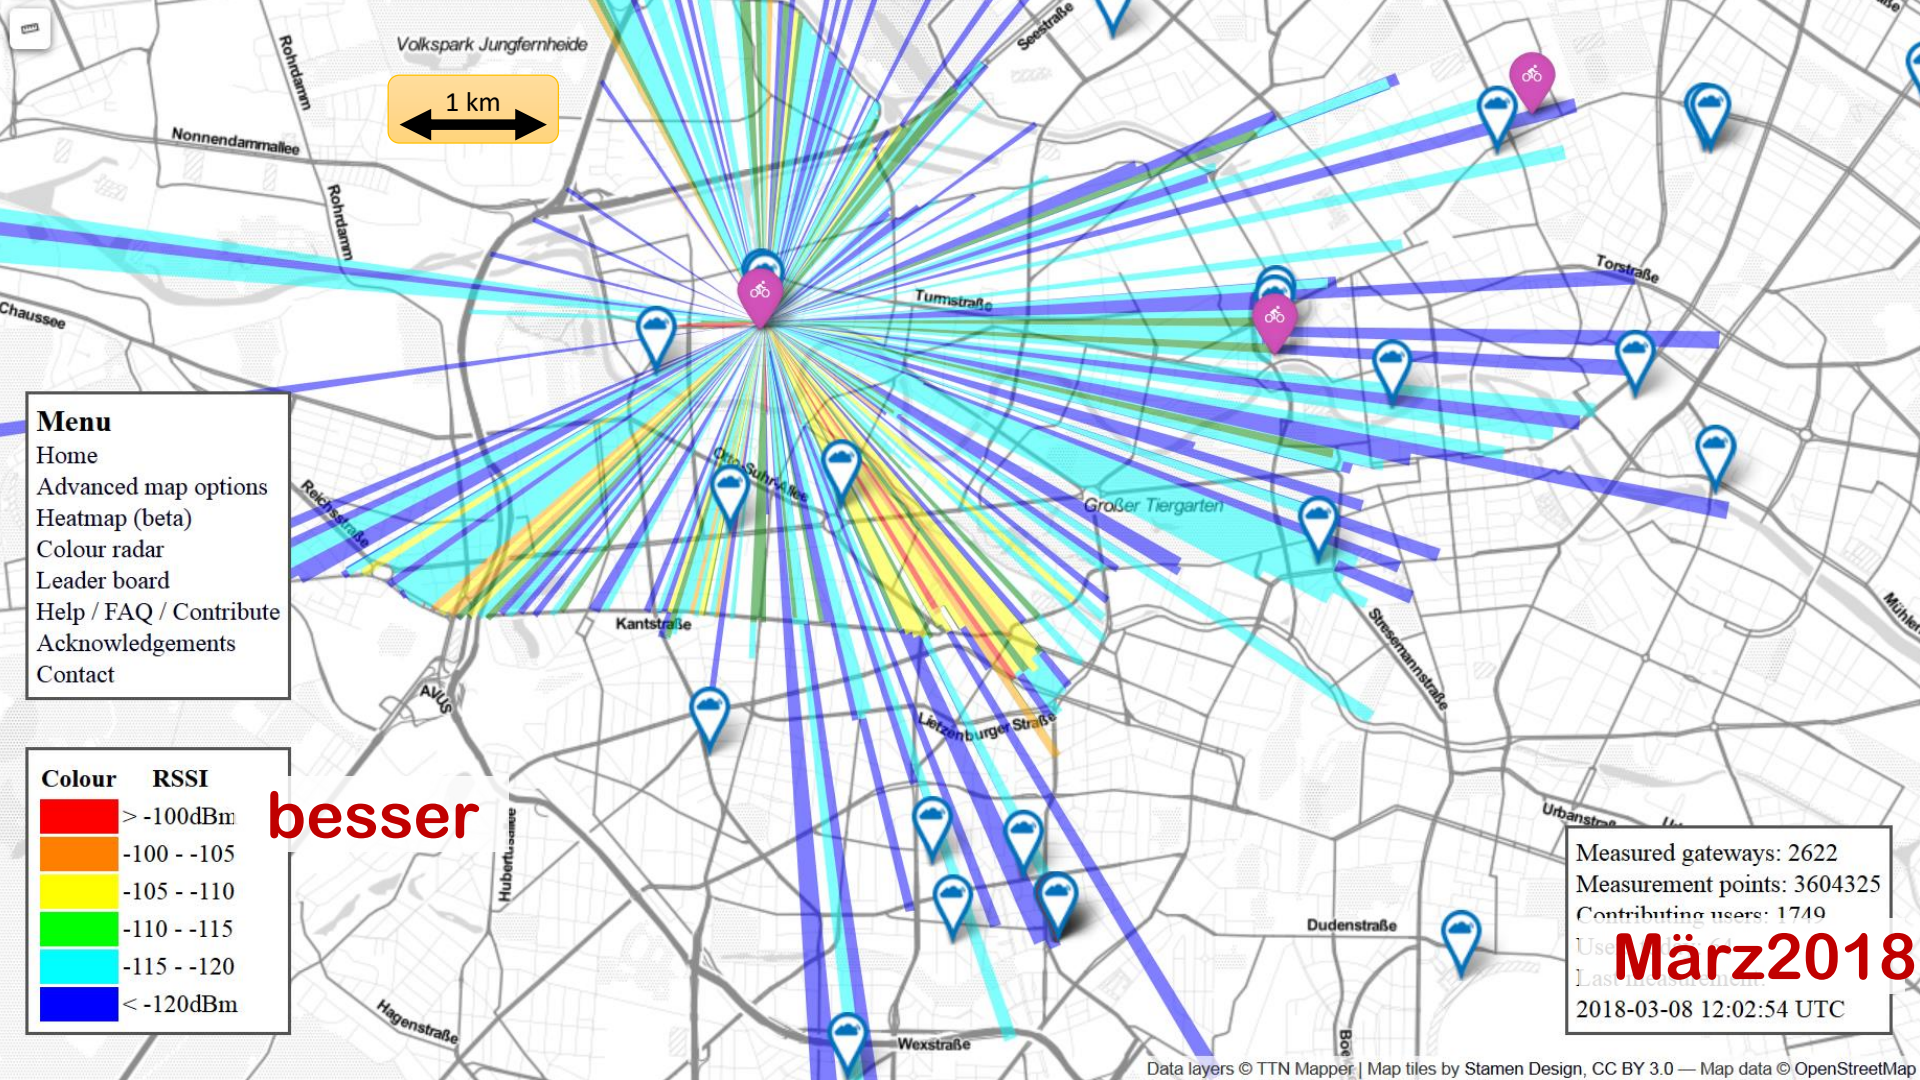 Volkspark Jungfernheide
Seestraße
Rohrdamm
1 km
Nonnendammallee
Rohrdamm
Torstraße
Turmstraße
Chaussee
Menu
Home
Advanced map options
Heatmap (beta)
Colour radar
Leader board
Help / FAQ / Contribute
Acknowledgements
Contact
Otto-Suhr-Allee
Reichsstraße
Großer Tiergarten
Kantstraße
Stresemannstraße
AVUS
Lietzenburger Straße
Colour RSSI
> -100dBm
-100 - -105
-105 - -110
-110 - -115
-115 - -120
< -120dBm
besser
Hubertusallee
Measured gateways: 2622
Measurement points: 3604325
Contributing users: 1749
März2018
2018-03-08 12:02:54 UTC
Dudenstraße
Hagenstraße
Wexstraße
Data layers © TTN Mapper | Map tiles by Stamen Design, CC BY 3.0 — Map data © OpenStreetMap